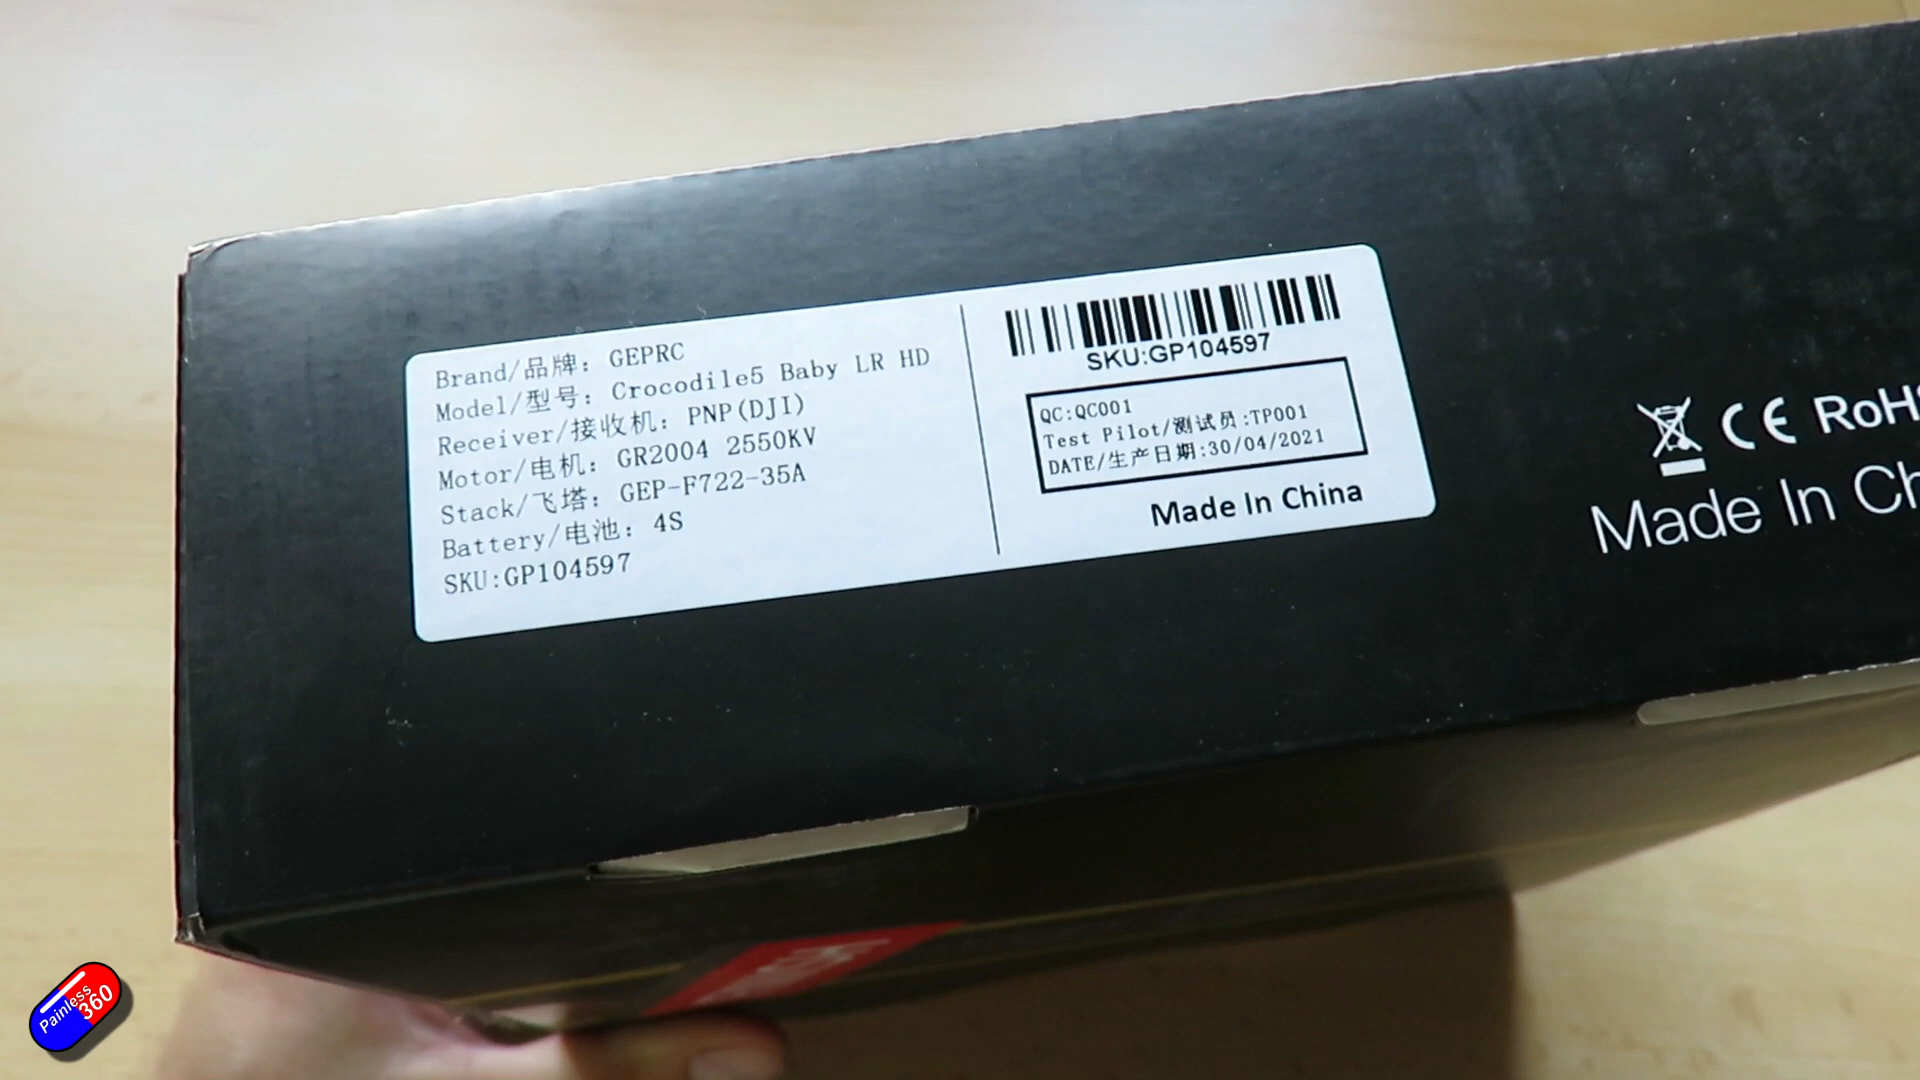 Brand/品牌: GEPRC
Model/型号: Crocodile5 Baby LR HD
Receiver/接收机: PNP(DJI)
Motor/电机: GR2004 2550KV
Stack/飞塔: GEP-F722-35A
Battery/电池: 4S
SKU:GP104597
SKU:GP104597
QC:QC001
Test Pilot/测试员:TP001
DATE/生产日期:30/04/2021
Made In China
CE RoHS
Made In Ch
Painless
360